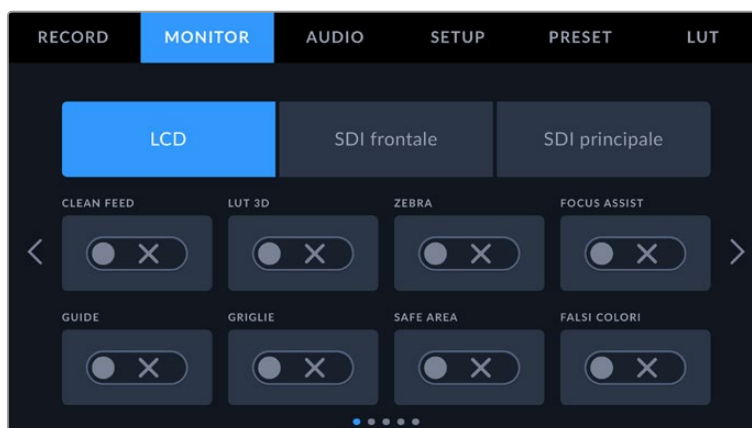 RECORD MONITOR AUDIO SETUP PRESET LUT
LCD SDI frontale SDI principale
CLEAN FEED LUT 3D ZEBRA FOCUS ASSIST
GUIDE GRIGLIE SAFE AREA FALSI COLORI